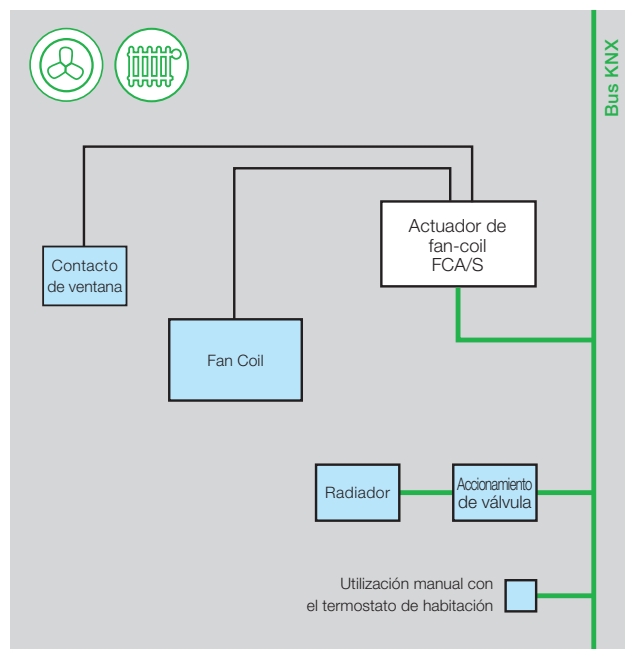 Bus KNX
Actuador de
fan-coil
FCA/S
Contacto
de ventana
Fan Coil
Radiador
Accionamiento
de válvula
Utilización manual con
el termostato de habitación